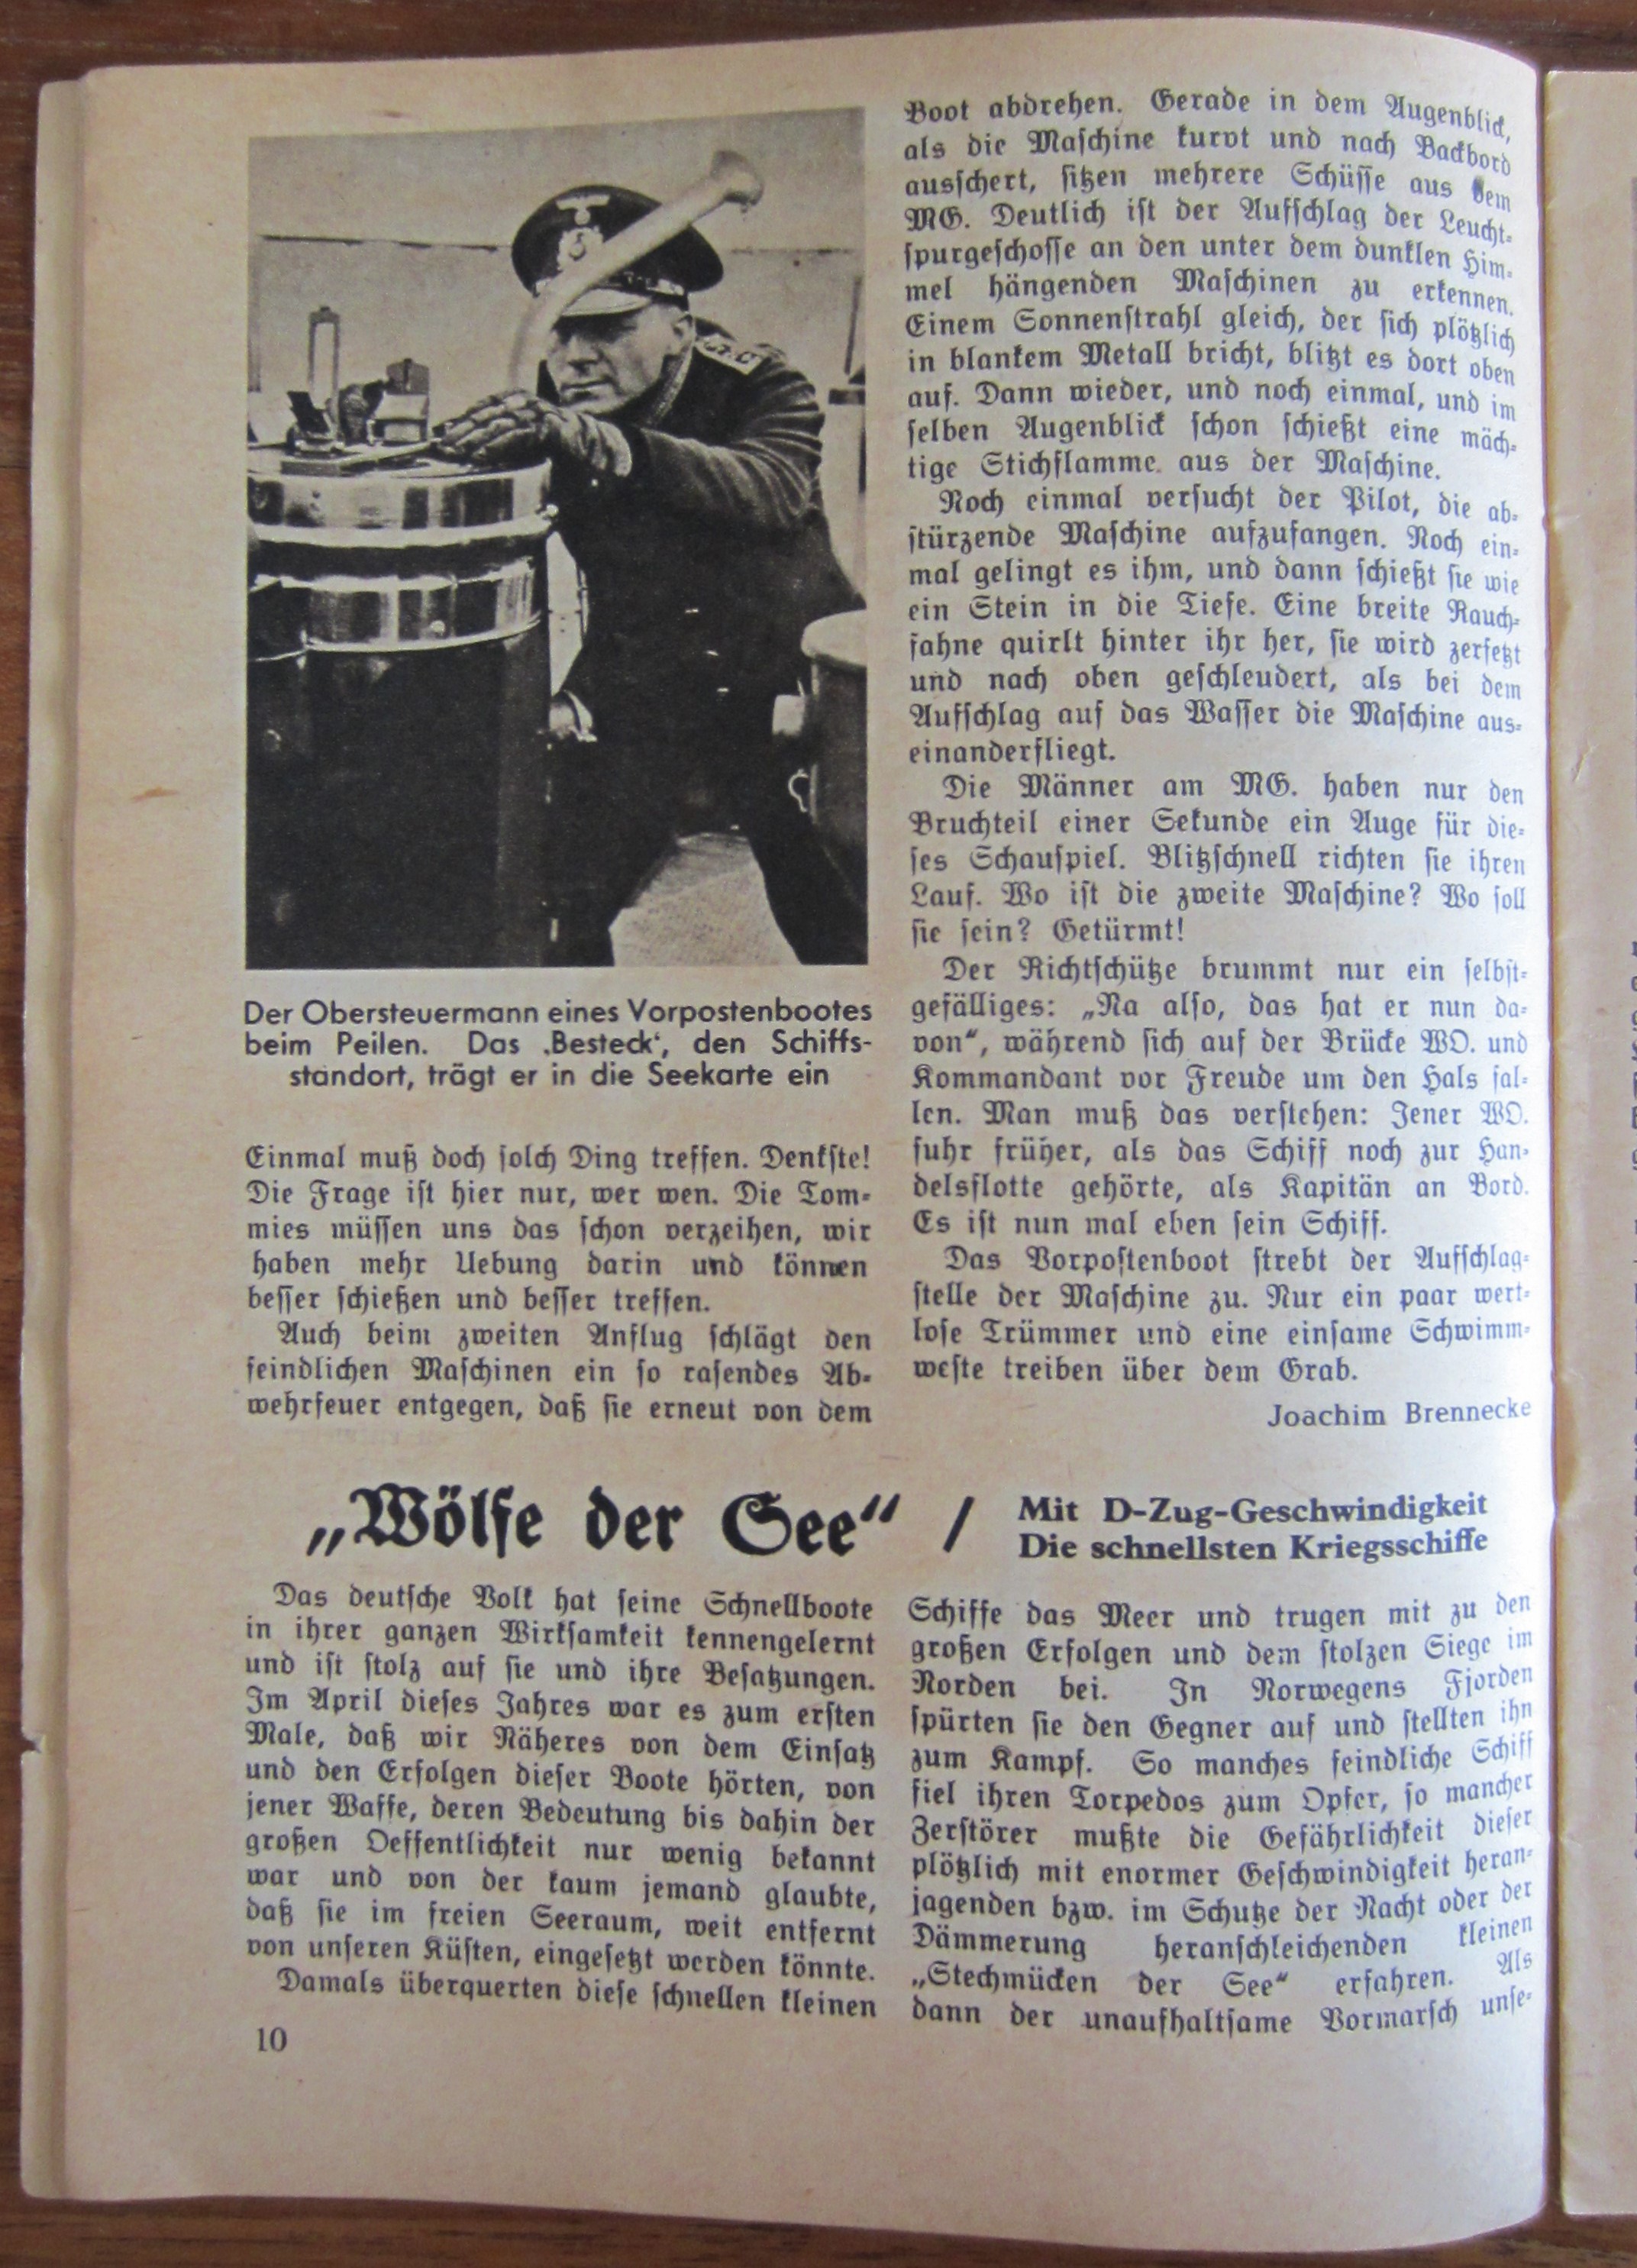 Der Obersteuermann eines Vorpostenbootes
beim Peilen. Das ‚Besteck‘, den Schiffs-
standort, trägt er in die Seekarte ein
Einmal muß doch solch Ding treffen. Denkste!
Die Frage ist hier nur, wer wen. Die Tom-
mies müssen uns das schon verzeihen, wir
haben mehr Uebung darin und können
besser schießen und besser treffen.
Auch beim zweiten Anflug schlägt den
feindlichen Maschinen ein so rasendes Ab-
wehrfeuer entgegen, daß sie erneut von dem
Boot abdrehen. Gerade in dem Augenblick,
als die Maschine kurvt und nach Backbord
ausschert, sitzen mehrere Schüsse aus dem
MG. Deutlich ist der Aufschlag der Leucht-
spurgeschosse an den unter dem dunklen Him-
mel hängenden Maschinen zu erkennen.
Einem Sonnenstrahl gleich, der sich plötzlich
in blankem Metall bricht, blitzt es dort oben
auf. Dann wieder, und noch einmal, und im
selben Augenblick schon schießt eine mäch-
tige Stichflamme aus der Maschine.
Noch einmal versucht der Pilot, die ab-
stürzende Maschine aufzufangen. Noch ein-
mal gelingt es ihm, und dann schießt sie wie
ein Stein in die Tiefe. Eine breite Rauch-
fahne quirlt hinter ihr her, sie wird zerfetzt
und nach oben geschleudert, als bei dem
Aufschlag auf das Wasser die Maschine aus-
einanderfliegt.
Die Männer am MG. haben nur den
Bruchteil einer Sekunde ein Auge für die-
ses Schauspiel. Blitzschnell richten sie ihren
Lauf. Wo ist die zweite Maschine? Wo soll
sie sein? Getürmt!
Der Richtschütze brummt nur ein selbst-
gefälliges: „Na also, das hat er nun da-
von“, während sich auf der Brücke WO. und
Kommandant vor Freude um den Hals fal-
len. Man muß das verstehen: Jener WO.
fuhr früher, als das Schiff noch zur Han-
delsflotte gehörte, als Kapitän an Bord.
Es ist nun mal eben sein Schiff.
Das Vorpostenboot strebt der Aufschlag-
stelle der Maschine zu. Nur ein paar wert-
lose Trümmer und eine einsame Schwimm-
weste treiben über dem Grab.
Joachim Brennecke
„Wölfe der See“ / Mit D-Zug-Geschwindigkeit
Die schnellsten Kriegsschiffe
Das deutsche Volk hat seine Schnellboote
in ihrer ganzen Wirksamkeit kennengelernt
und ist stolz auf sie und ihre Besatzungen.
Im April dieses Jahres war es zum ersten
Male, daß wir Näheres von dem Einsatz
und den Erfolgen dieser Boote hörten, von
jener Waffe, deren Bedeutung bis dahin der
großen Oeffentlichkeit nur wenig bekannt
war und von der kaum jemand glaubte,
daß sie im freien Seeraum, weit entfernt
von unseren Küsten, eingesetzt werden könnte.
Damals überquerten diese schnellen kleinen
Schiffe das Meer und trugen mit zu den
großen Erfolgen und dem stolzen Siege im
Norden bei. In Norwegens Fjorden
spürten sie den Gegner auf und stellten ihn
zum Kampf. So manches feindliche Schiff
fiel ihren Torpedos zum Opfer, so mancher
Zerstörer mußte die Gefährlichkeit dieser
plötzlich mit enormer Geschwindigkeit heran-
jagenden bzw. im Schutze der Nacht oder der
Dämmerung heranschleichenden kleinen
„Stechmücken der See“ erfahren. Als
dann der unaufhaltsame Vormarsch unse-
10